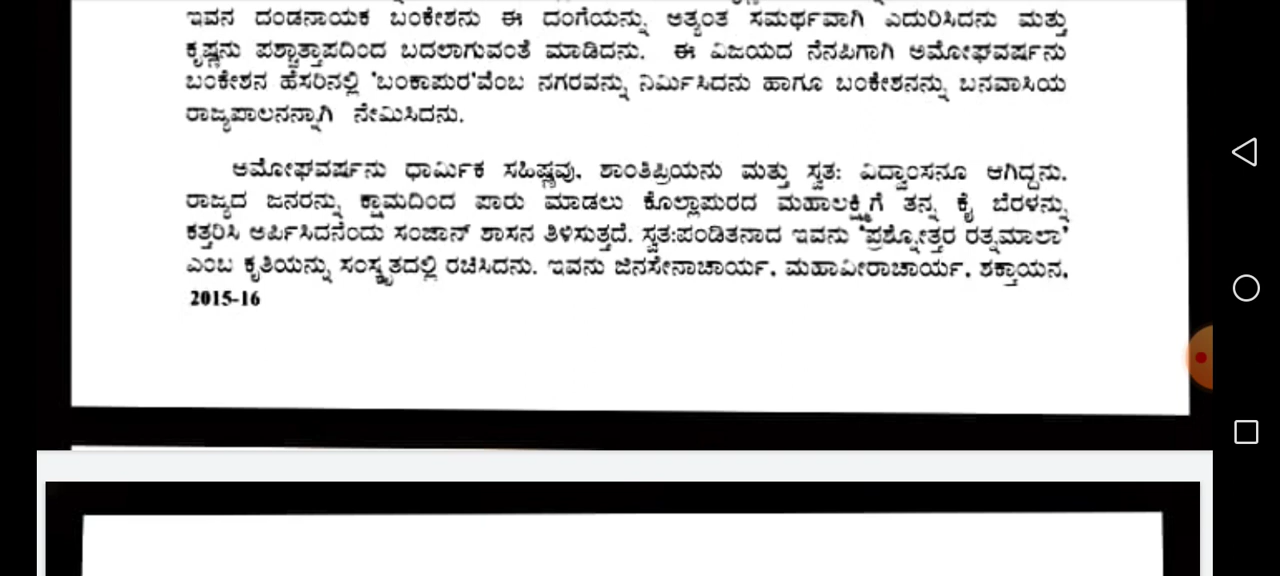 ಇವನ ದಂಡನಾಯಕ ಬಂಕೇಶನು ಈ ದಂಗೆಯನ್ನು ಅತ್ಯಂತ ಸಮರ್ಥವಾಗಿ ಎದುರಿಸಿದನು ಮತ್ತು
ಕೃಷ್ಣನು ಪಶ್ಚಾತ್ತಾಪದಿಂದ ಬದಲಾಗುವಂತೆ ಮಾಡಿದನು. ಈ ವಿಜಯದ ನೆನಪಿಗಾಗಿ ಅಮೋಘವರ್ಷನು
ಬಂಕೇಶನ ಹೆಸರಿನಲ್ಲಿ 'ಬಂಕಾಪುರ'ವೆಂಬ ನಗರವನ್ನು ನಿರ್ಮಿಸಿದನು ಹಾಗೂ ಬಂಕೇಶನನ್ನು ಬನವಾಸಿಯ
ರಾಜ್ಯಪಾಲನನ್ನಾಗಿ ನೇಮಿಸಿದನು.
ಅಮೋಘವರ್ಷನು ಧಾರ್ಮಿಕ ಸಹಿಷ್ಣುವು, ಶಾಂತಿಪ್ರಿಯನು ಮತ್ತು ಸ್ವತಃ ವಿದ್ವಾಂಸನೂ ಆಗಿದ್ದನು.
ರಾಜ್ಯದ ಜನರನ್ನು ಕ್ಷಾಮದಿಂದ ಪಾರು ಮಾಡಲು ಕೊಲ್ಲಾಪುರದ ಮಹಾಲಕ್ಷ್ಮಿಗೆ ತನ್ನ ಕೈ ಬೆರಳನ್ನು
ಕತ್ತರಿಸಿ ಅರ್ಪಿಸಿದನೆಂದು ಸಂಜಾನ್ ಶಾಸನ ತಿಳಿಸುತ್ತದೆ. ಸ್ವತಃಪಂಡಿತನಾದ ಇವನು 'ಪ್ರಶ್ನೋತ್ತರ ರತ್ನಮಾಲಾ'
ಎಂಬ ಕೃತಿಯನ್ನು ಸಂಸ್ಕೃತದಲ್ಲಿ ರಚಿಸಿದನು. ಇವನು ಜಿನಸೇನಾಚಾರ್ಯ, ಮಹಾವೀರಾಚಾರ್ಯ, ಶಕ್ತಾಯನ,
2015-16